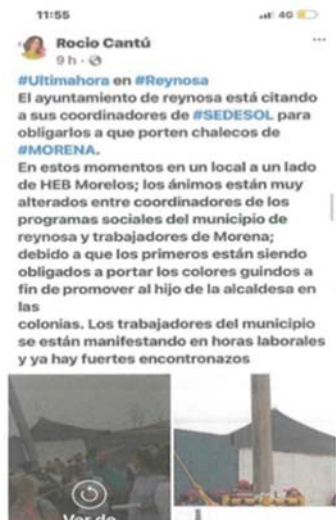 11:55
4G
Rocio Cantú
9 h ·
#Ultimahora en #Reynosa
El ayuntamiento de reynosa está citando
a sus coordinadores de #SEDESOL para
obligarlos a que porten chalecos de
#MORENA.
En estos momentos en un local a un lado
de HEB Morelos; los ánimos están muy
alterados entre coordinadores de los
programas sociales del municipio de
reynosa y trabajadores de Morena;
debido a que los primeros están siendo
obligados a portar los colores guindos a
fin de promover al hijo de la alcaldesa en
las
colonias. Los trabajadores del municipio
se están manifestando en horas laborales
y ya hay fuertes encontronazos
Ver de